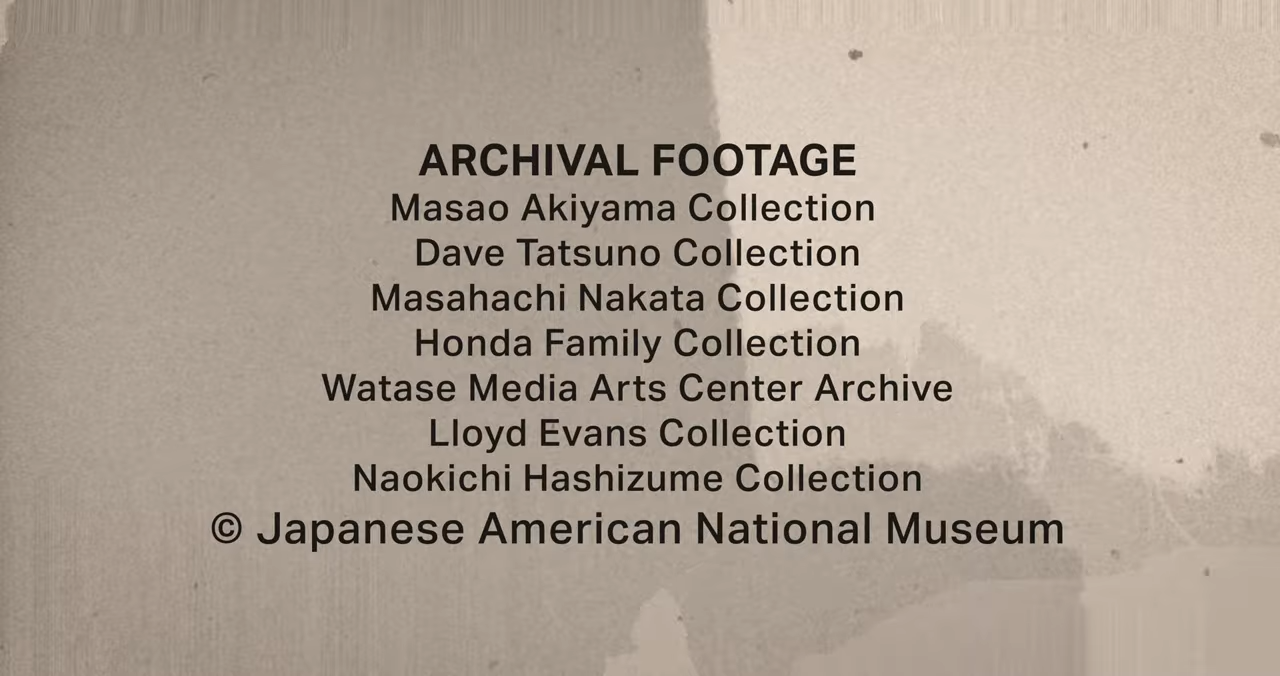 ARCHIVAL FOOTAGE
Masao Akiyama Collection
Dave Tatsuno Collection
Masahachi Nakata Collection
Honda Family Collection
Watase Media Arts Center Archive
Lloyd Evans Collection
Naokichi Hashizume Collection
© Japanese American National Museum